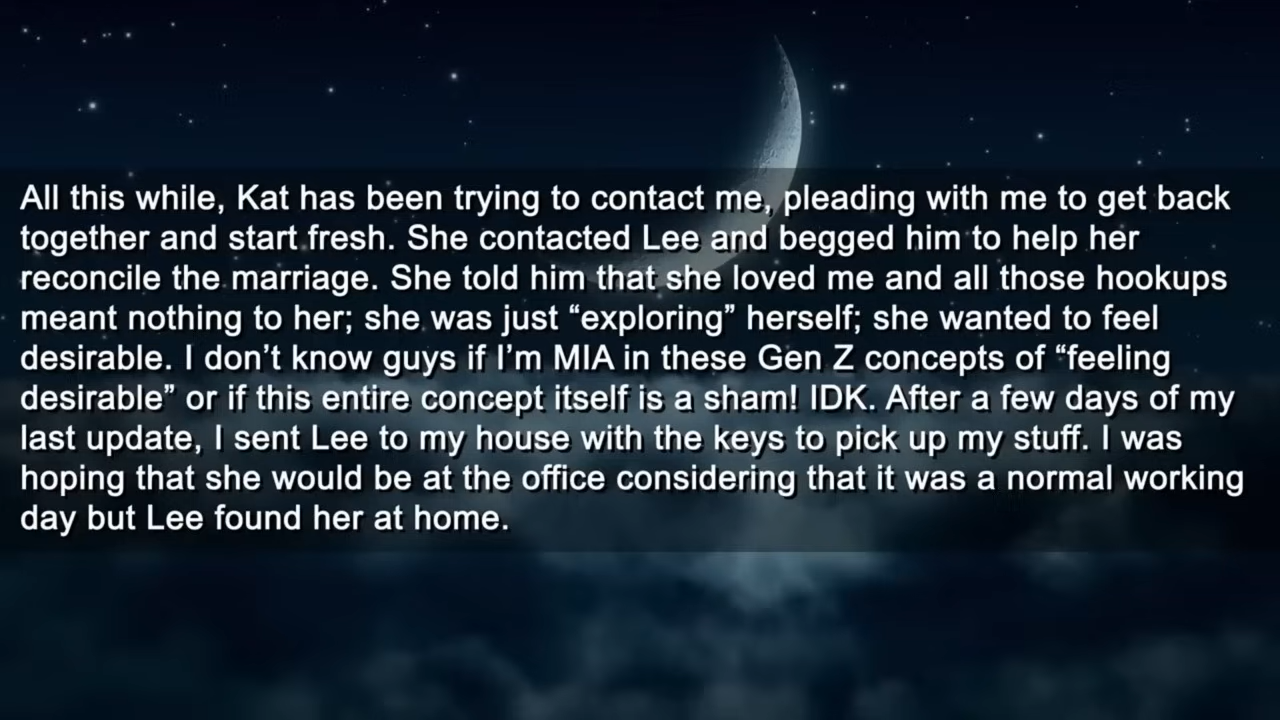 All this while, Kat has been trying to contact me, pleading with me to get back
together and start fresh. She contacted Lee and begged him to help her
reconcile the marriage. She told him that she loved me and all those hookups
meant nothing to her; she was just “exploring” herself; she wanted to feel
desirable. I don’t know guys if I’m MIA in these Gen Z concepts of “feeling
desirable” or if this entire concept itself is a sham! IDK. After a few days of my
last update, I sent Lee to my house with the keys to pick up my stuff. I was
hoping that she would be at the office considering that it was a normal working
day but Lee found her at home.